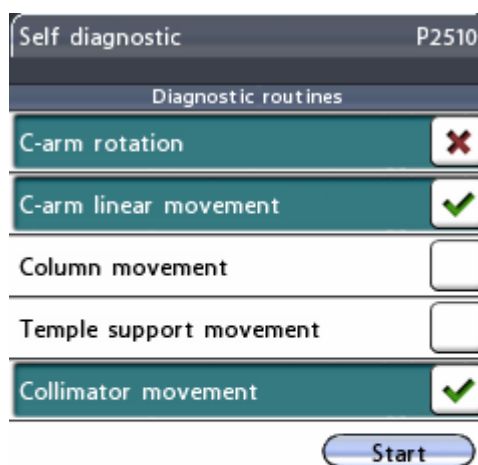 Self diagnostic P2510
Diagnostic routines
C-arm rotation
C-arm linear movement
Column movement
Temple support movement
Collimator movement
Start